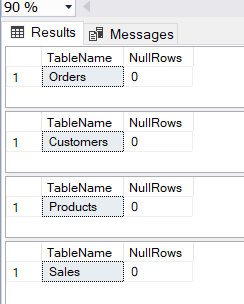 90 %
Results Messages
TableName NullRows
1 Orders 0
TableName NullRows
1 Customers 0
TableName NullRows
1 Products 0
TableName NullRows
1 Sales 0